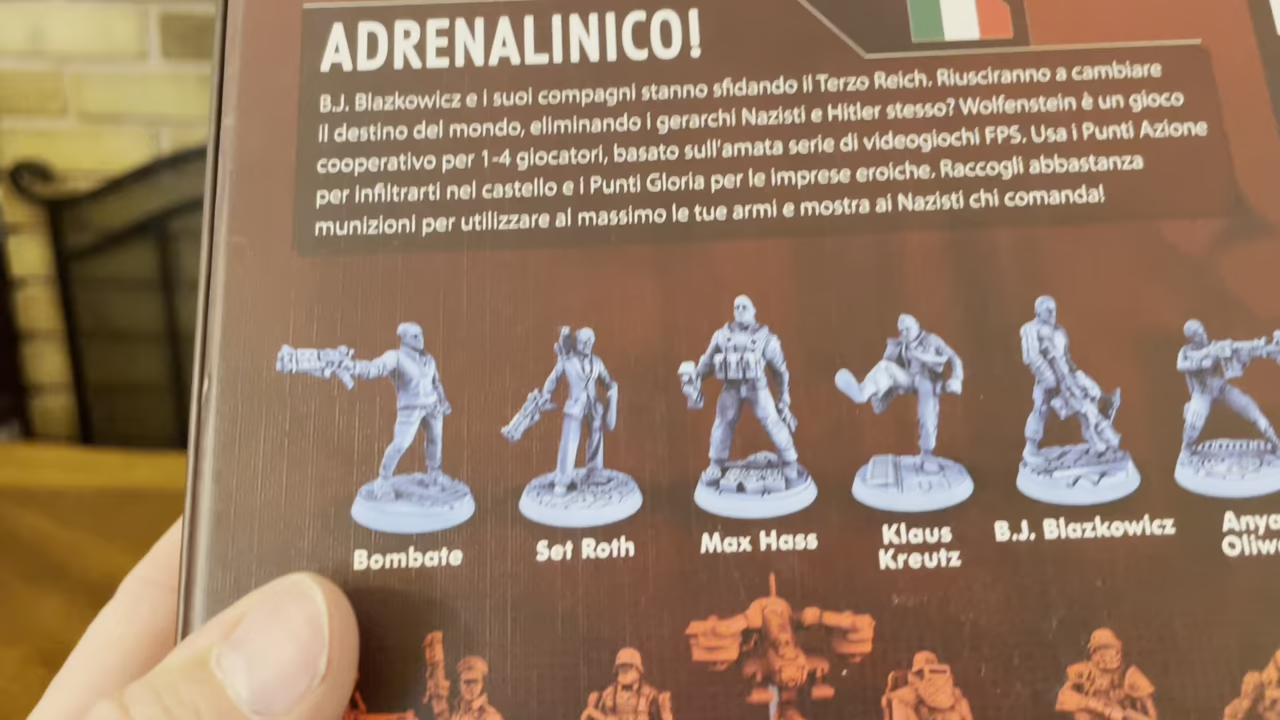 ADRENALINICO!
B.J. Blazkowicz e i suoi compagni stanno sfidando il Terzo Reich. Riusciranno a cambiare
il destino del mondo, eliminando i gerarchi Nazisti e Hitler stesso? Wolfenstein è un gioco
cooperativo per 1-4 giocatori, basato sull'amata serie di videogiochi FPS. Usa i Punti Azione
per infiltrarti nel castello e i Punti Gloria per le imprese eroiche. Raccogli abbastanza
munizioni per utilizzare al massimo le tue armi e mostra ai Nazisti chi comanda!
Bombate
Set Roth
Max Hass
Klaus
Kreutz
B.J. Blazkowicz
Anya
Oliw